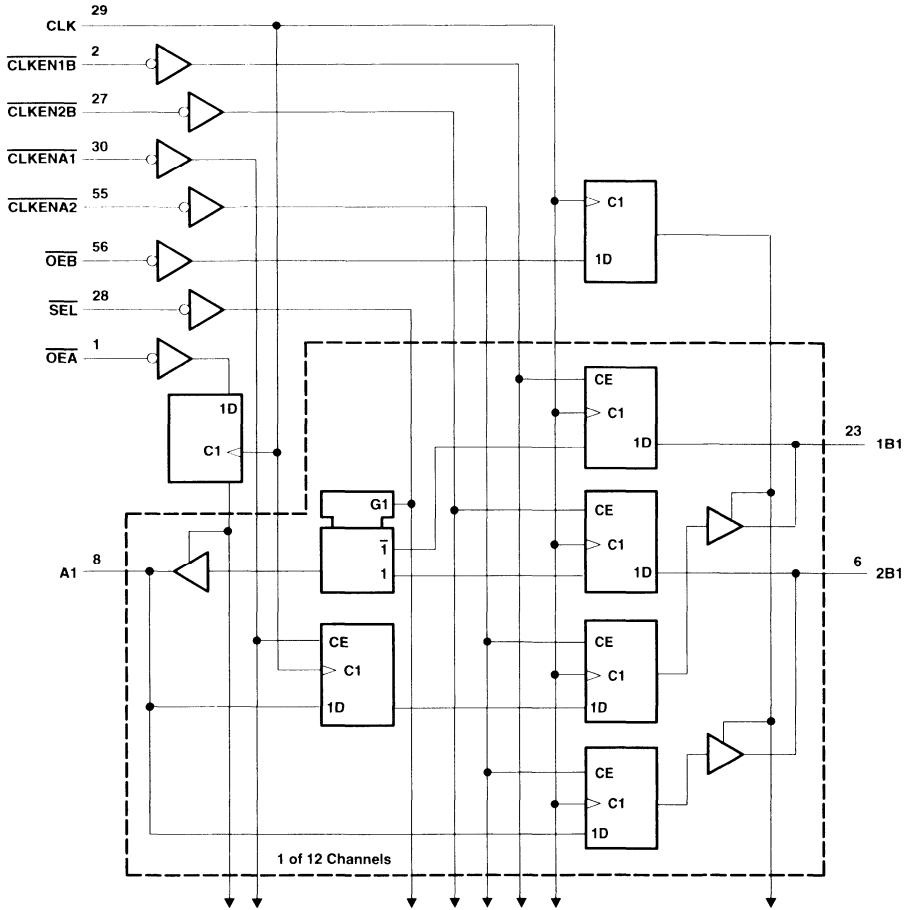 29
CLK
2
CLKEN1B
27
CLKEN2B
30
CLKENA1
55
CLKENA2
C1
56
OEB
1D
28
SEL
1
OEA
CE
1D
C1
C1
1D
23
1B1
G1
CE
1
C1
8
A1
1
1D
6
2B1
CE
CE
C1
C1
1D
1D
CE
C1
1D
1 of 12 Channels